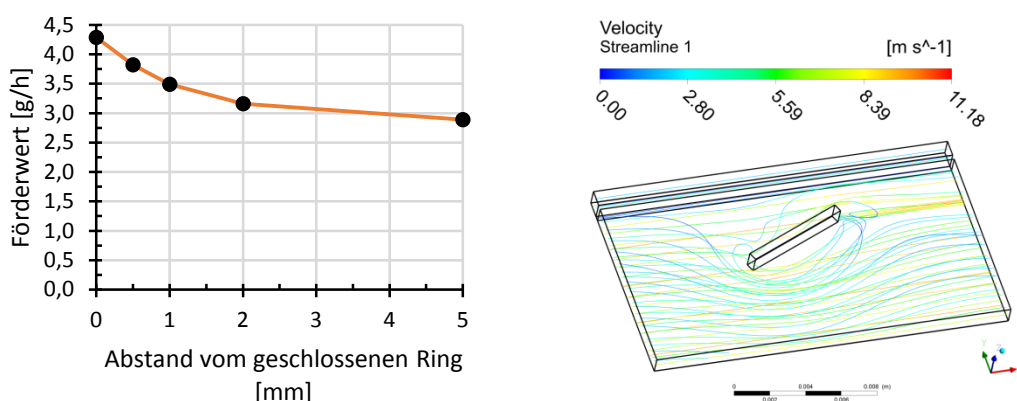 4,5
4,0
3,5
3,0
2,5
2,0
1,5
1,0
0,5
0,0
Förderwert [g/h]
0 1 2 3 4 5
Abstand vom geschlossenen Ring
[mm]
Velocity
Streamline 1 [m s^-1]
0.00 2.80 5.59 8.39 11.18
0 0.004 0.008 (m)
0.002 0.006
Y Z